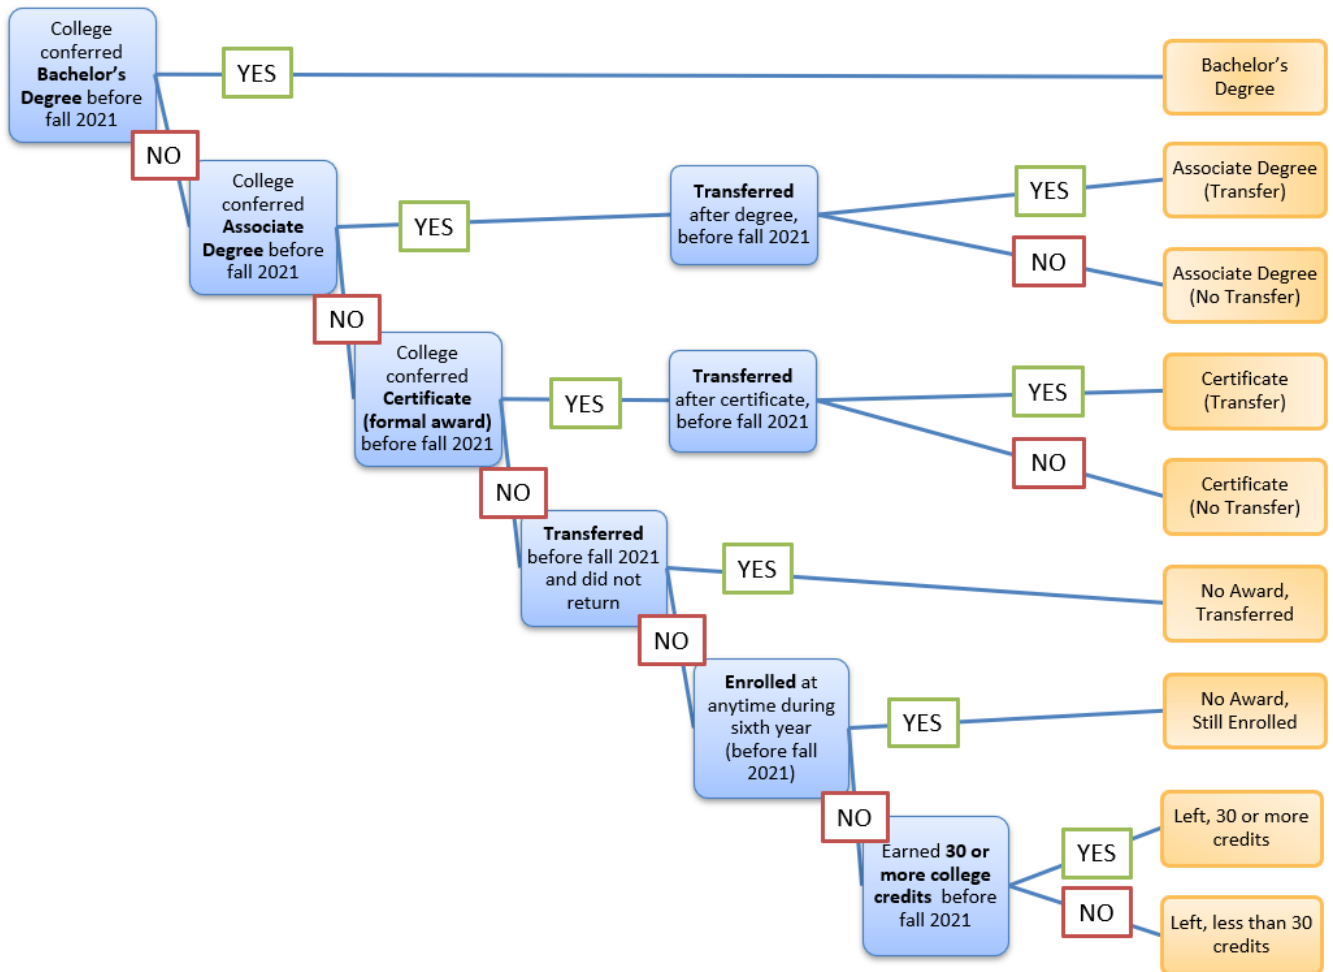 College
conferred
Bachelor's
Degree before
fall 2021
YES
Bachelor's
Degree
NO
College
conferred
Associate
Degree before
fall 2021
YES
Transferred
after degree,
before fall 2021
YES
Associate Degree
(Transfer)
NO
Associate Degree
(No Transfer)
NO
College
conferred
Certificate
(formal award)
before fall 2021
YES
Transferred
after certificate,
before fall 2021
YES
Certificate
(Transfer)
NO
Certificate
(No Transfer)
NO
Transferred
before fall 2021
and did not
return
YES
No Award,
Transferred
NO
Enrolled at
anytime during
sixth year
(before fall
2021)
YES
No Award,
Still Enrolled
NO
Earned 30 or
more college
credits before
fall 2021
YES
Left, 30 or more
credits
NO
Left, less than 30
credits